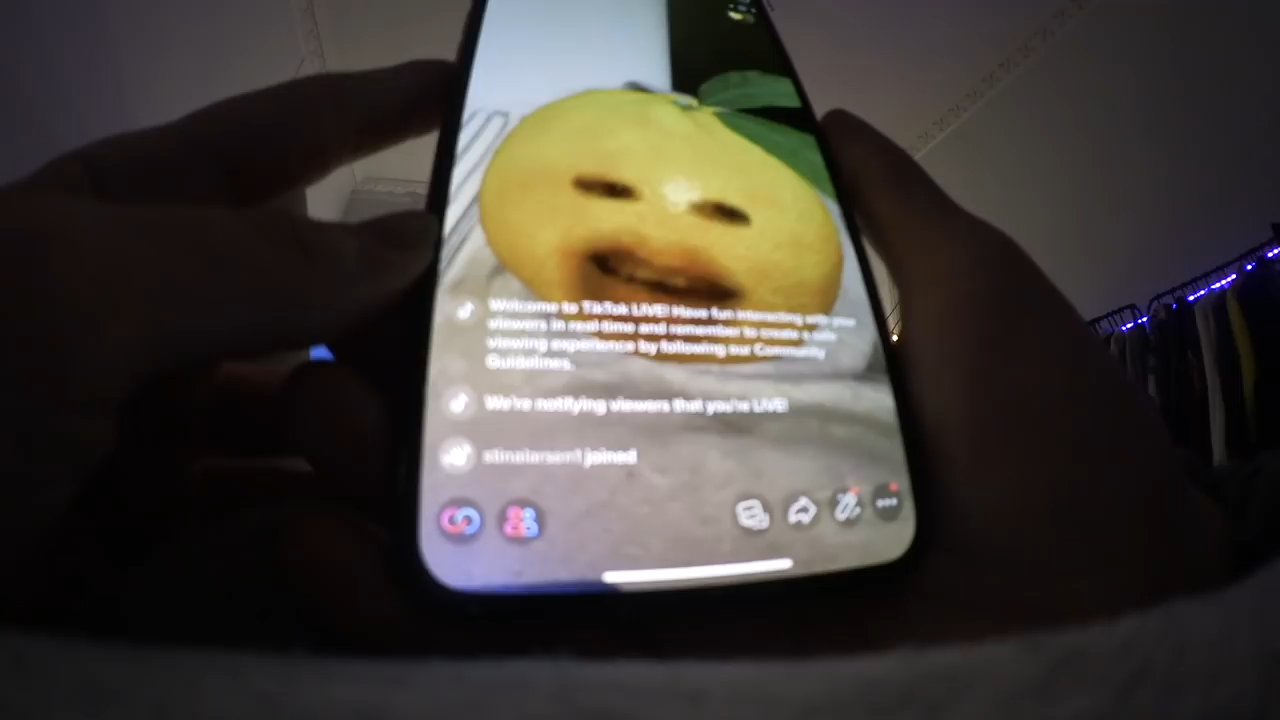 Welcome to TikTok LIVE! Have fun interacting with your
viewers in real-time and remember to create a safe
viewing experience by following our Community
Guidelines.
We're notifying viewers that you're LIVE!
joined